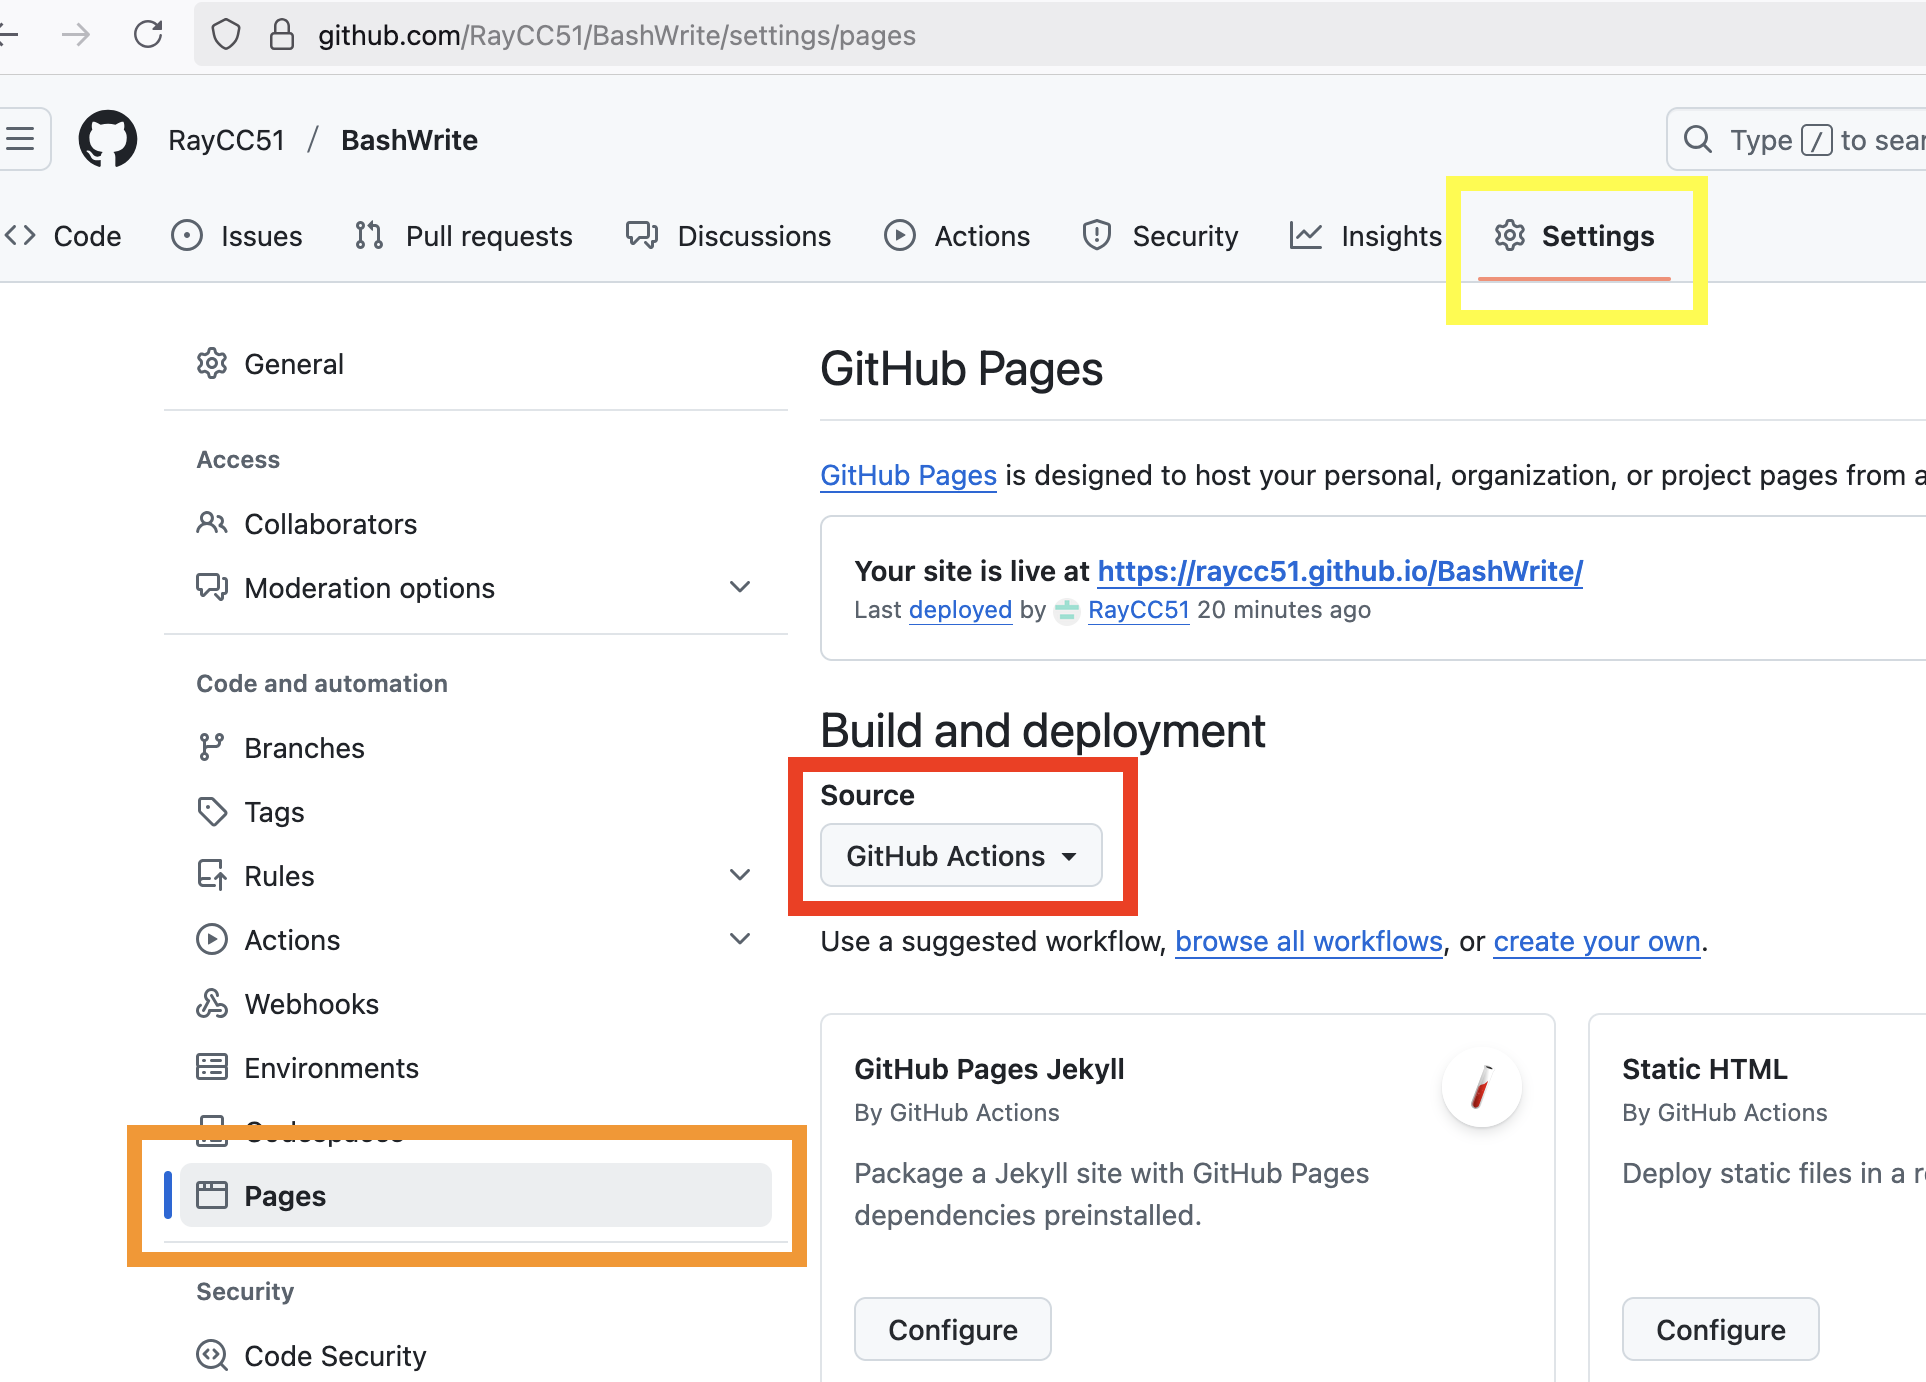 github.com/RayCC51/BashWrite/settings/pages
RayCC51 / BashWrite
Type / to sear
Code Issues Pull requests Discussions Actions Security Insights Settings
General
Access
Collaborators
Moderation options
Code and automation
Branches
Tags
Rules
Actions
Webhooks
Environments
Codespaces
Pages
Security
Code Security
GitHub Pages
GitHub Pages is designed to host your personal, organization, or project pages from a
Your site is live at https://raycc51.github.io/BashWrite/
Last deployed by RayCC51 20 minutes ago
Build and deployment
Source
GitHub Actions
Use a suggested workflow, browse all workflows, or create your own.
GitHub Pages Jekyll
By GitHub Actions
Package a Jekyll site with GitHub Pages
dependencies preinstalled.
Configure
Static HTML
By GitHub Actions
Deploy static files in a re
Configure